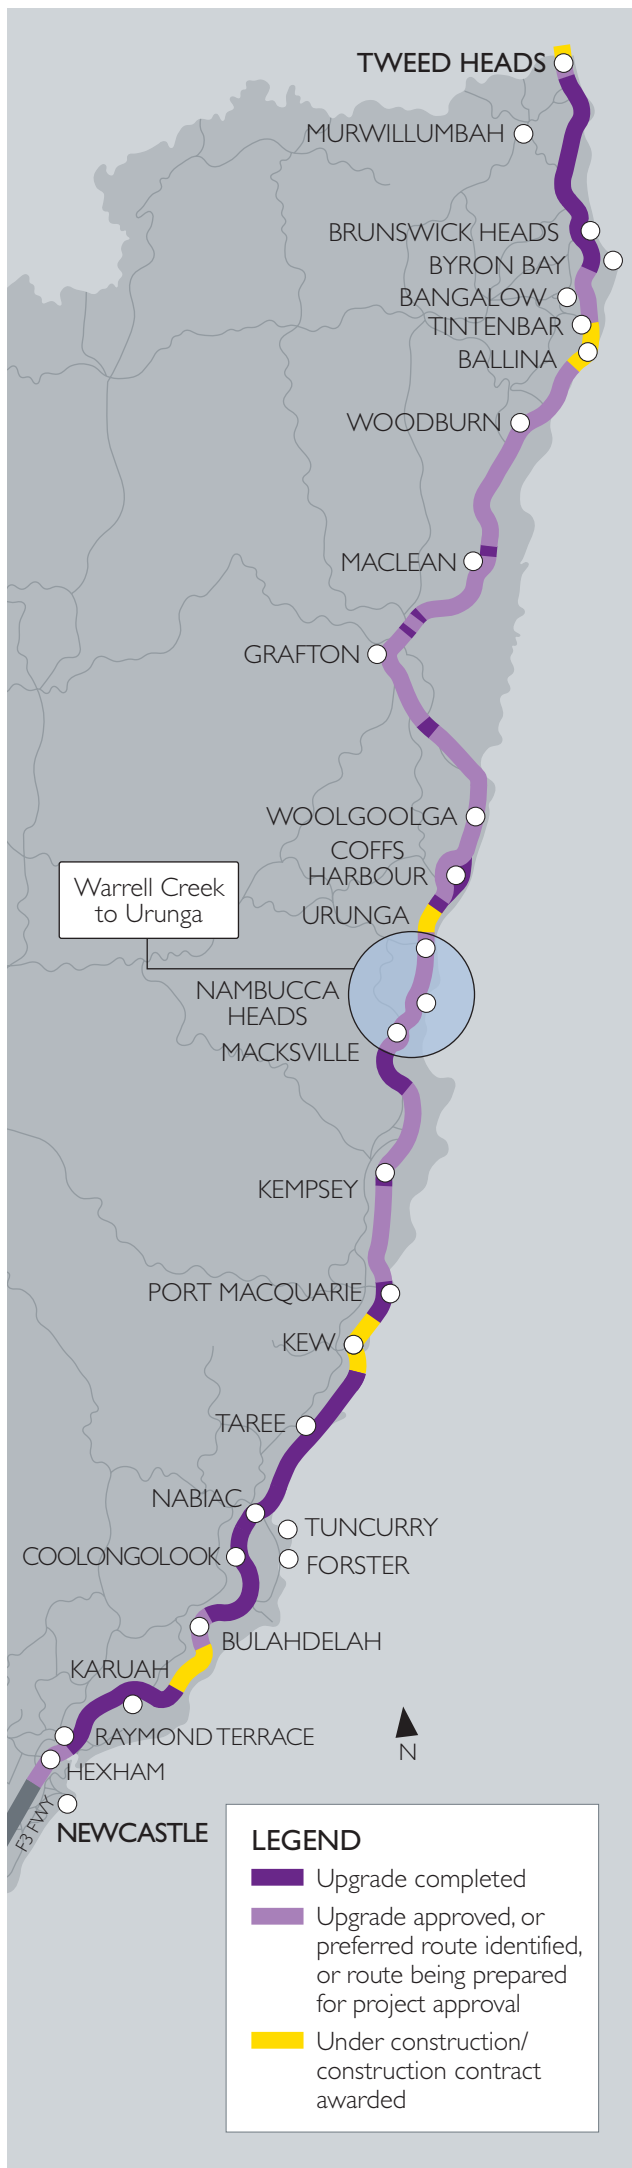 TWEED HEADS
MURWILLUMBAH
BRUNSWICK HEADS
BYRON BAY
BANGALOW
TINTENBAR
BALLINA
WOODBURN
MACLEAN
GRAFTON
WOOLGOOLGA
COFFS
HARBOUR
Warrell Creek
to Urunga
URUNGA
NAMBUCCA
HEADS
MACKSVILLE
KEMPSEY
PORT MACQUARIE
KEW
TAREE
NABIAC
TUNCURRY
COOLONGOLOOK
FORSTER
BULAHDELAH
KARUAH
RAYMOND TERRACE
N
HEXHAM
F3 FWY
NEWCASTLE
LEGEND
Upgrade completed
Upgrade approved, or
preferred route identified,
or route being prepared
for project approval
Under construction/
construction contract
awarded